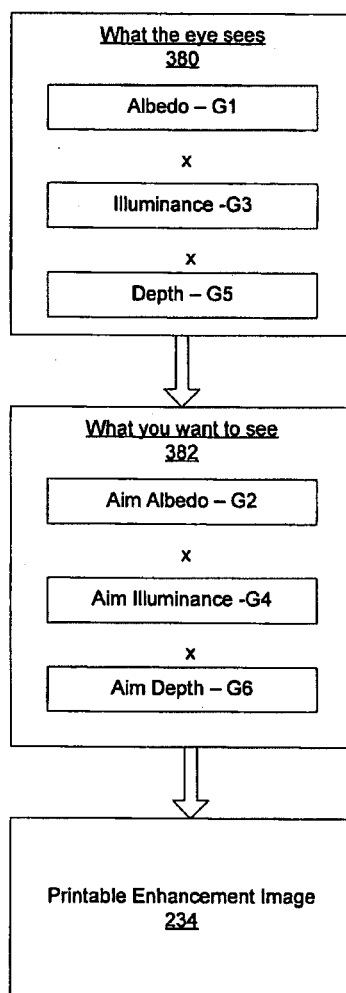 What the eye sees
380
Albedo – G1
x
Illuminance -G3
x
Depth – G5
What you want to see
382
Aim Albedo – G2
x
Aim Illuminance -G4
x
Aim Depth – G6
Printable Enhancement Image
234